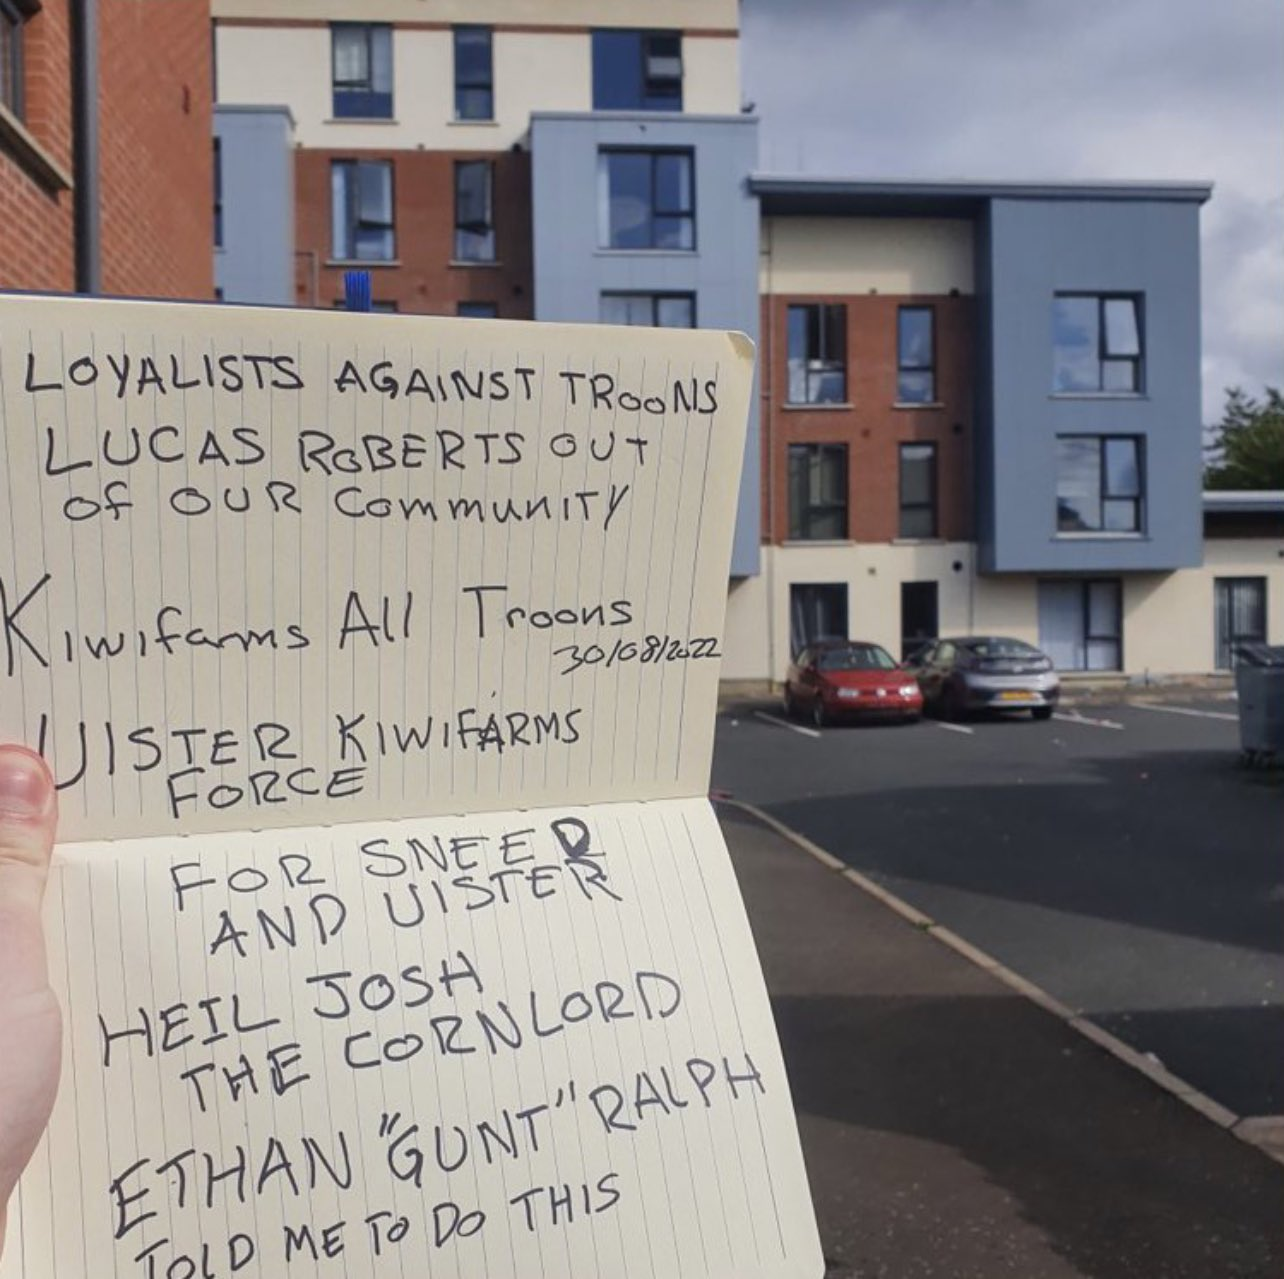 LOYALISTS AGAINST TROONS
LUCAS ROBERTS OUT
OF OUR COMMUNITY
Kiwifarms All Troons
30/08/2022
ULSTER KIWIFARMS
FORCE
FOR SNEED
AND ULSTER
HEIL JOSH
THE CORNLORD
ETHAN "GUNT" RALPH
TOLD ME TO DO THIS